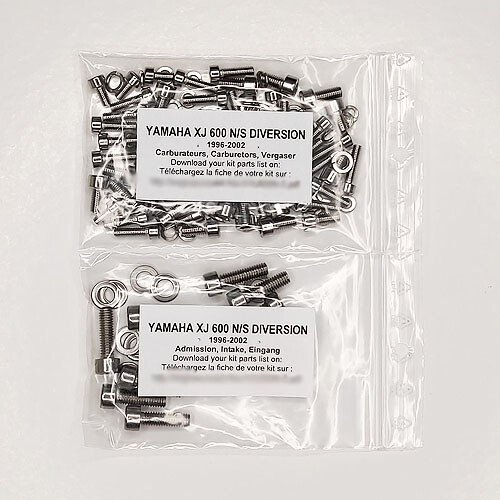 YAMAHA XJ 600 N/S DIVERSION
1996-2002
Carburateurs, Carburetors, Vergaser
Download your kit parts list on:
Téléchargez la fiche de votre kit sur :
YAMAHA XJ 600 N/S DIVERSION
1996-2002
Admission, Intake, Eingang
Download your kit parts list on:
Téléchargez la fiche de votre kit sur :